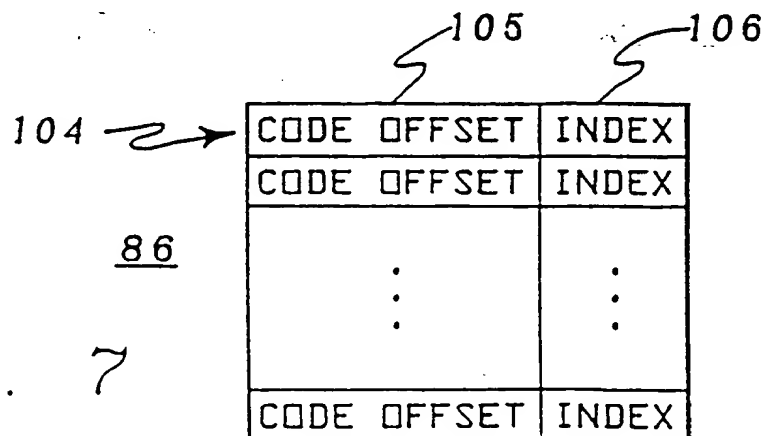 105 106
104 CODE OFFSET INDEX
CODE OFFSET INDEX
86
7
CODE OFFSET INDEX